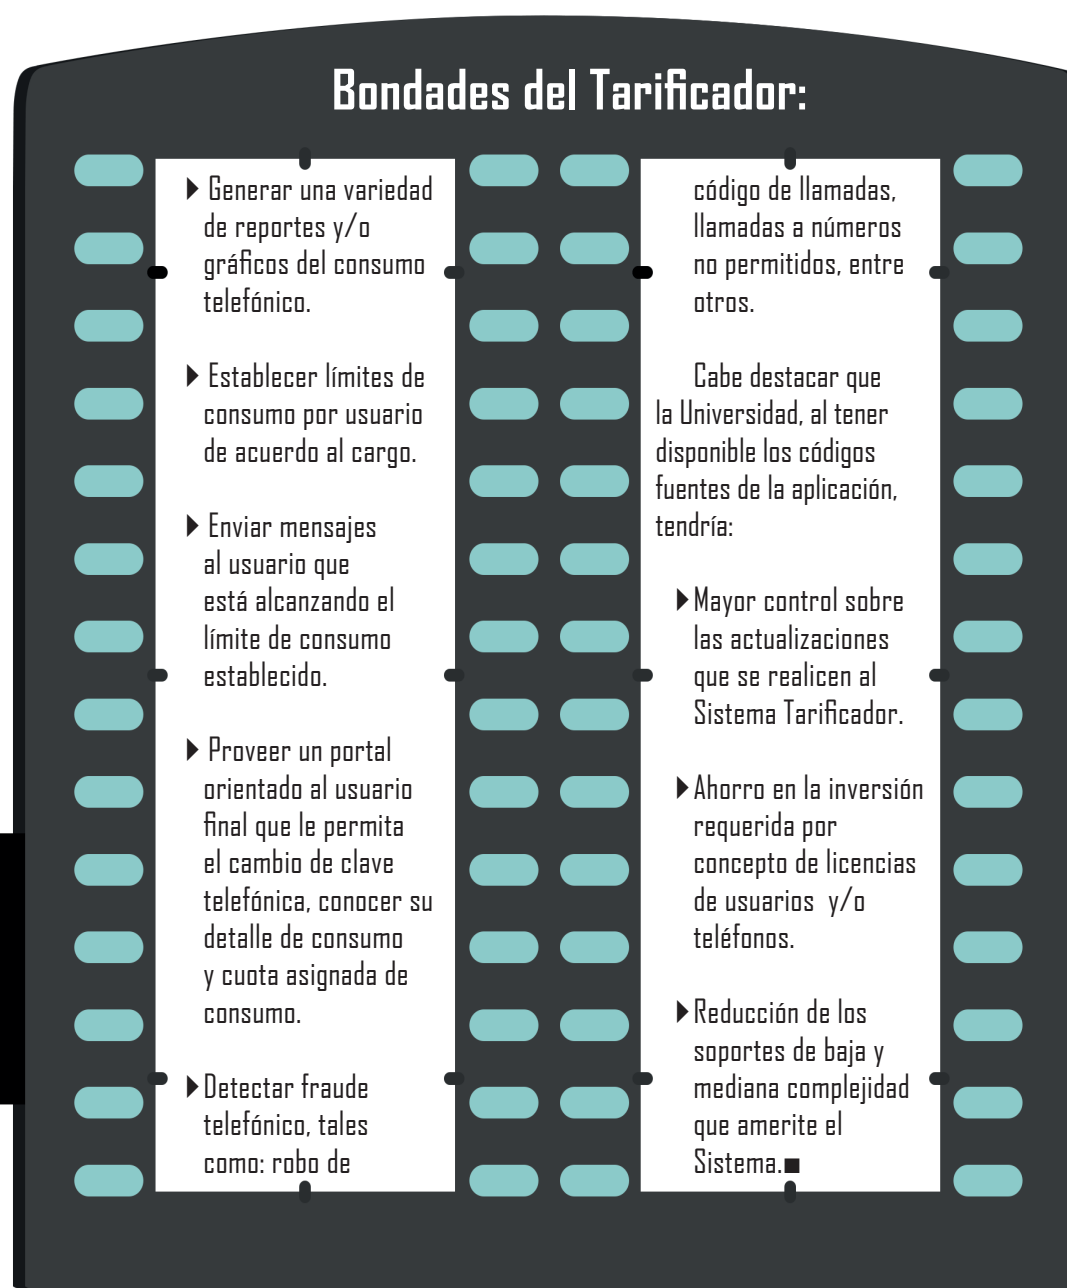 Bondades del Tarificador:
Generar una variedad
de reportes y/o
gráficos del consumo
telefónico.
Establecer límites de
consumo por usuario
de acuerdo al cargo.
Enviar mensajes
al usuario que
está alcanzando el
límite de consumo
establecido.
Proveer un portal
orientado al usuario
final que le permita
el cambio de clave
telefónica, conocer su
detalle de consumo
y cuota asignada de
consumo.
Detectar fraude
telefónico, tales
como: robo de
código de llamadas,
llamadas a números
no permitidos, entre
otros.
Cabe destacar que
la Universidad, al tener
disponible los códigos
fuentes de la aplicación,
tendría:
Mayor control sobre
las actualizaciones
que se realicen al
Sistema Tarificador.
Ahorro en la inversión
requerida por
concepto de licencias
de usuarios y/o
teléfonos.
Reducción de los
soportes de baja y
mediana complejidad
que amerite el
Sistema.